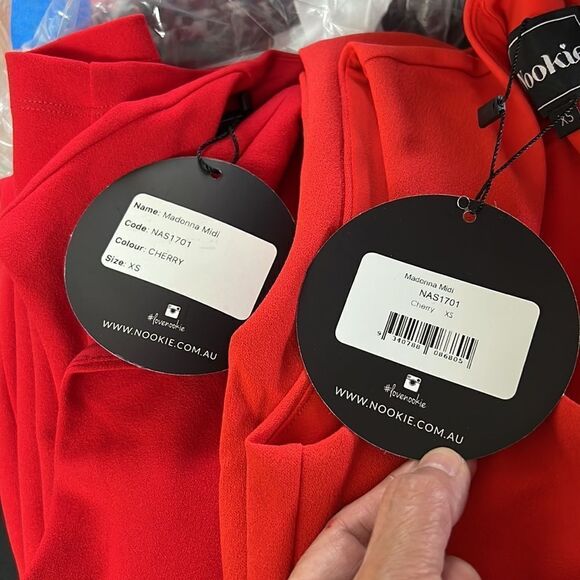 Nookie
XS
Name: Madonna Midi
Code: NAS1701
Colour: CHERRY
Size: XS
#lovenookie
WWW.NOOKIE.COM.AU
Madonna Midi
NAS1701
Cherry XS
9 340788 086805
#lovenookie
WWW.NOOKIE.COM.AU